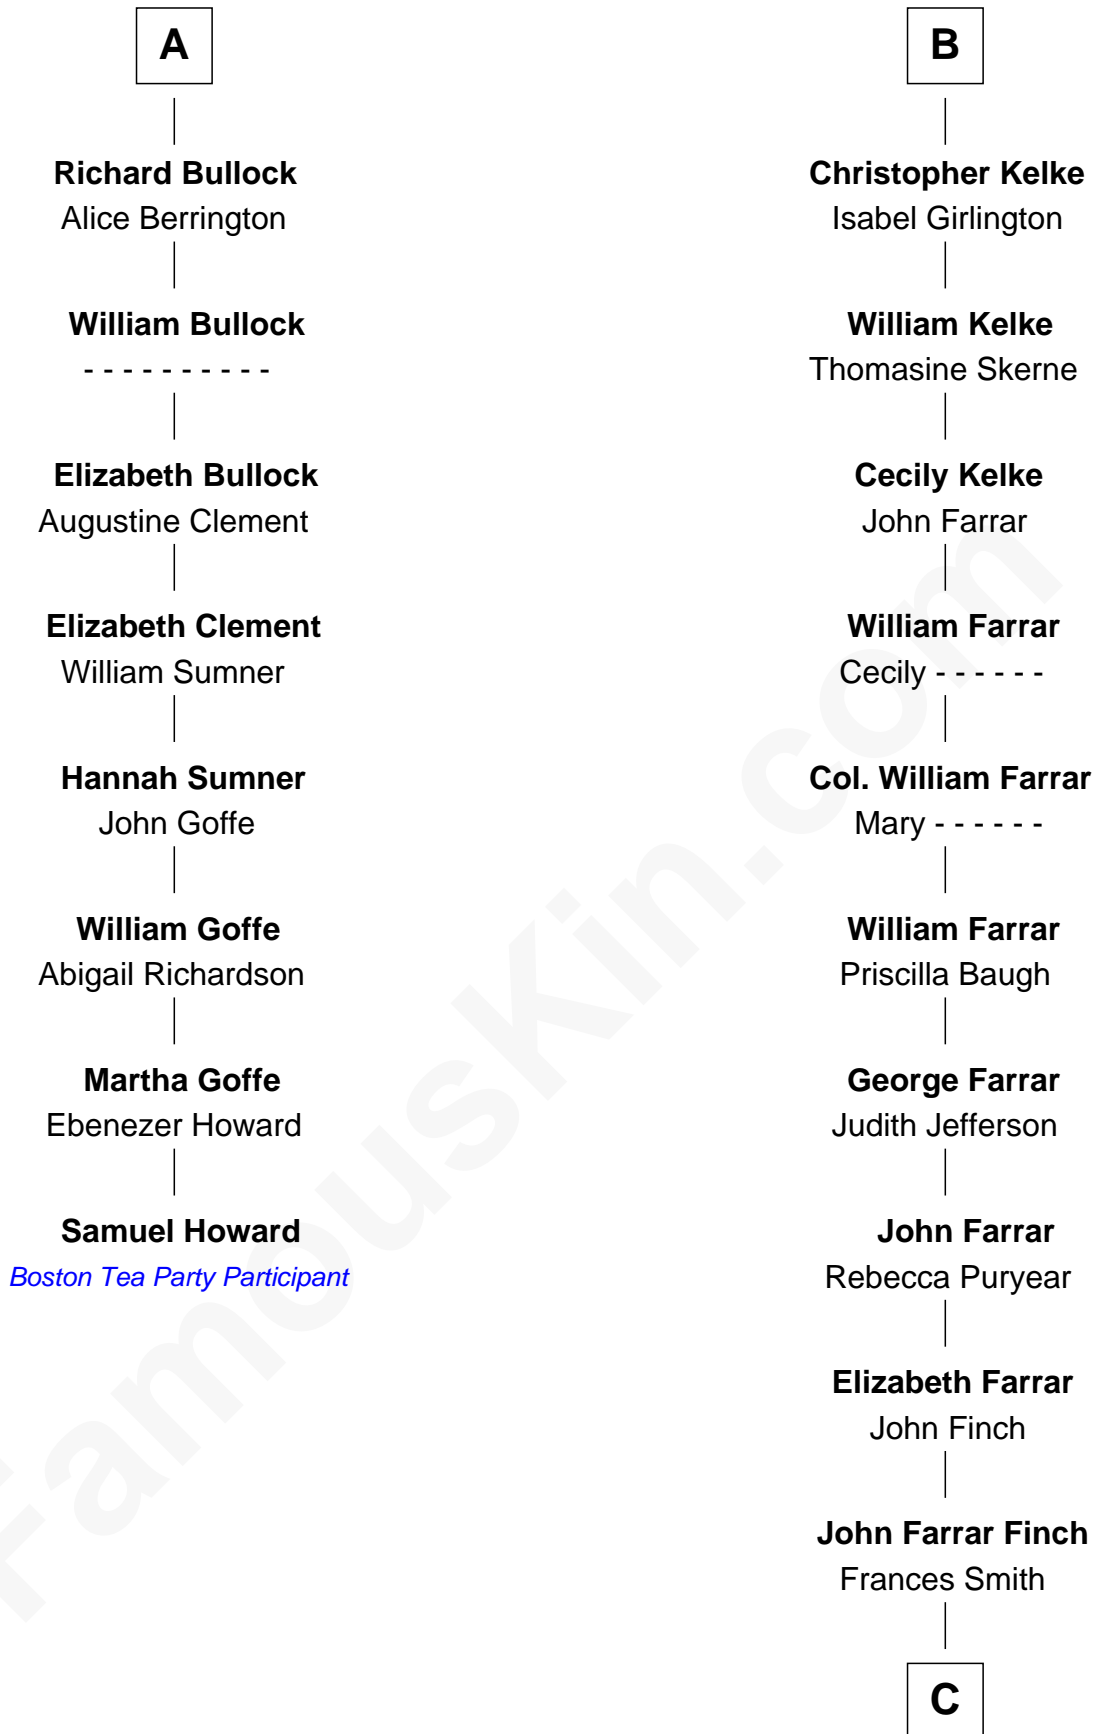 A
Richard Bullock
Alice Berrington
William Bullock
- - - - - - - - - -
Elizabeth Bullock
Augustine Clement
Elizabeth Clement
William Sumner
Hannah Sumner
John Goffe
William Goffe
Abigail Richardson
Martha Goffe
Ebenezer Howard
Samuel Howard
Boston Tea Party Participant
B
Christopher Kelke
Isabel Girlington
William Kelke
Thomasine Skerne
Cecily Kelke
John Farrar
William Farrar
Cecily - - - - - -
Col. William Farrar
Mary - - - - - -
William Farrar
Priscilla Baugh
George Farrar
Judith Jefferson
John Farrar
Rebecca Puryear
Elizabeth Farrar
John Finch
John Farrar Finch
Frances Smith
C
FamousKin.com